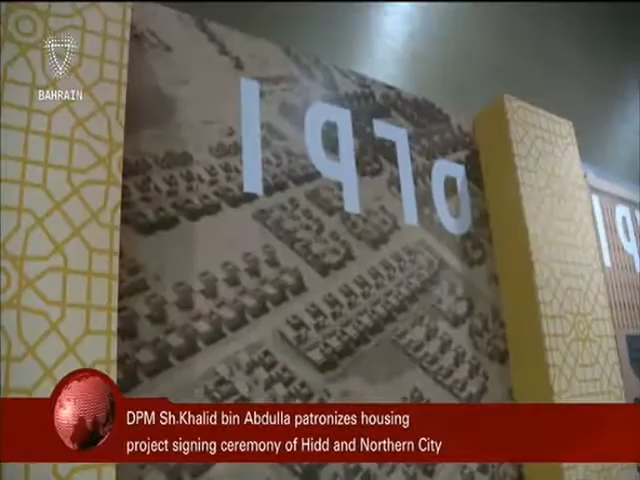 BAHRAIN
DPM Sh.Khalid bin Abdulla patronizes housing
project signing ceremony of Hidd and Northern City